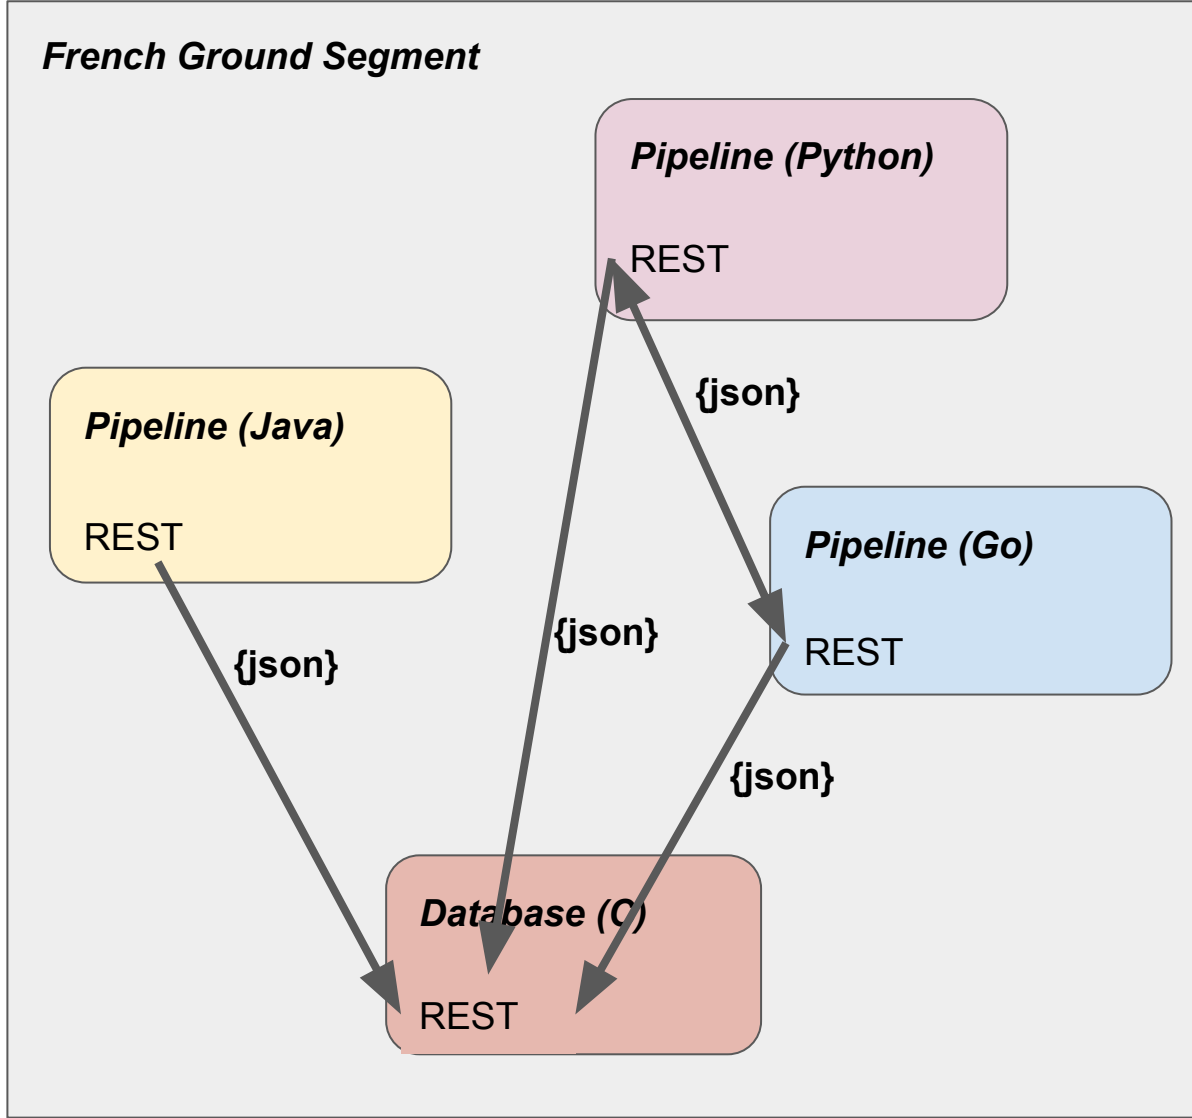 French Ground Segment
Pipeline (Python)
REST
{json}
Pipeline (Java)
REST
Pipeline (Go)
REST
{json}
{json}
{json}
Database (C)
REST